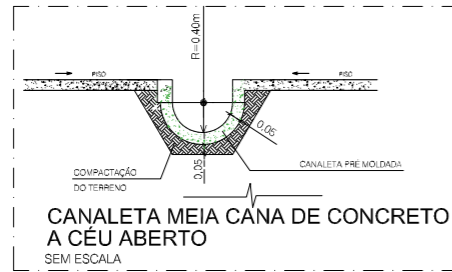 R=0.40m
PISO
PISO
0.05
0.05
COMPACTAÇÃO
DO TERRENO
CANALETA PRÉ MOLDADA
CANALETA MEIA CANA DE CONCRETO
A CÉU ABERTO
SEM ESCALA